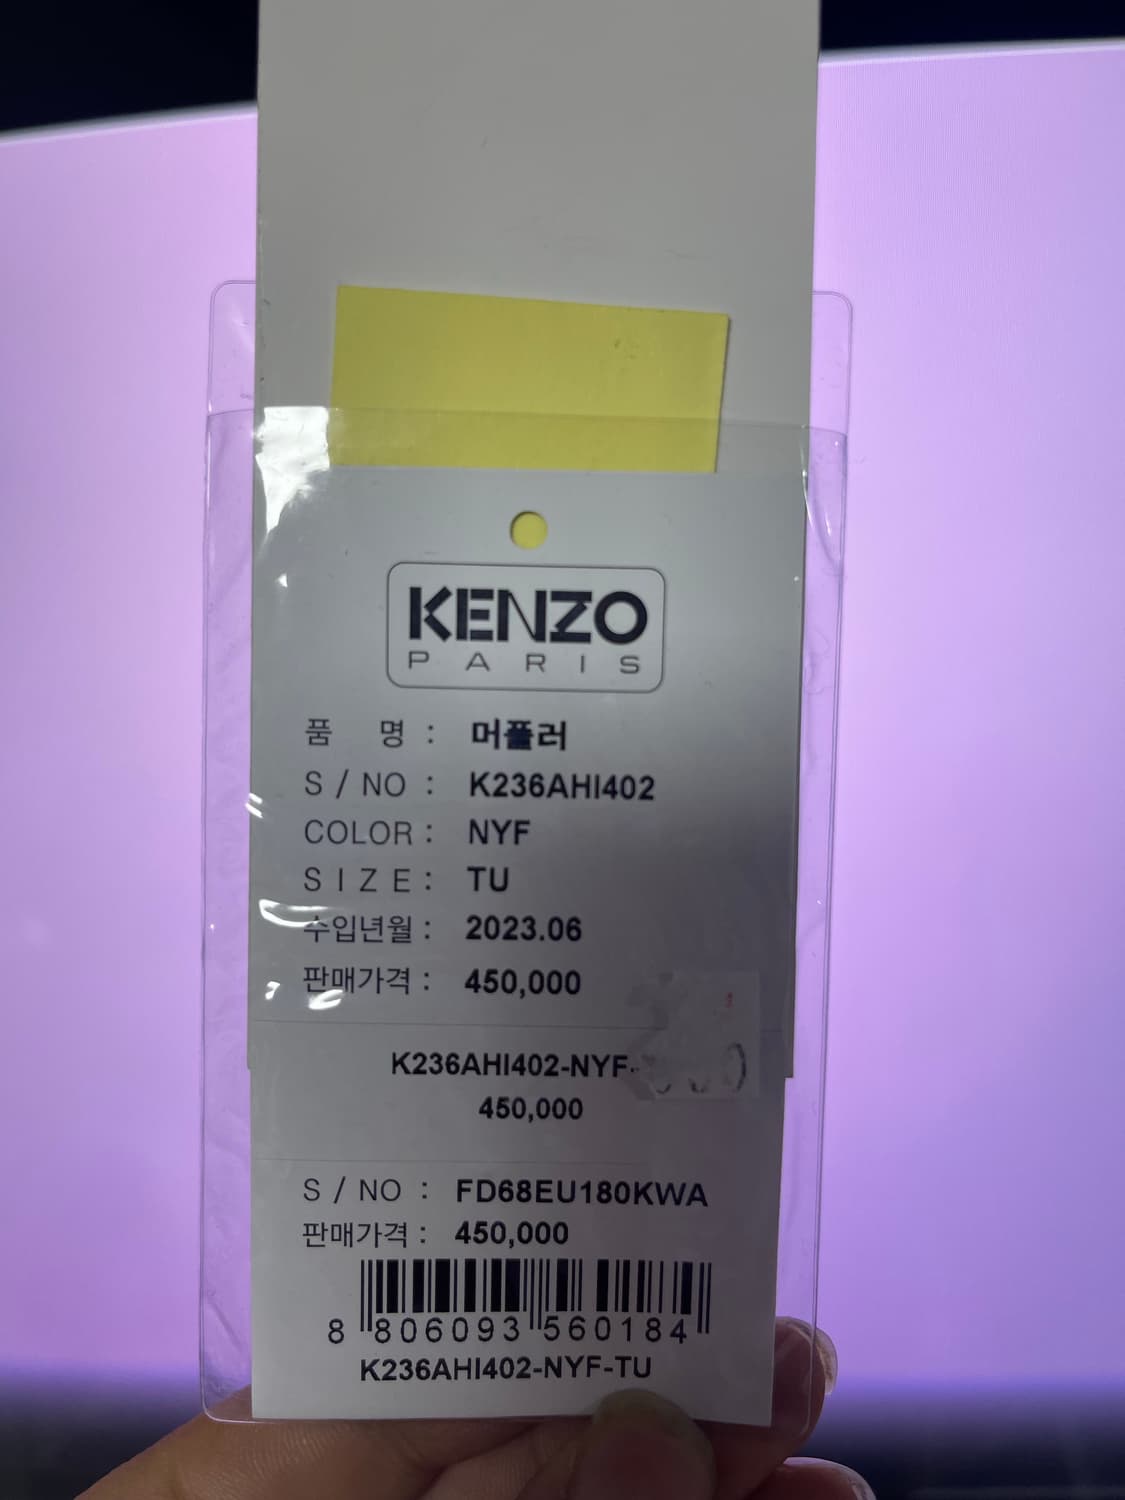 KENZO
PARIS
품 명 : 머플러
S / NO : K236AHI402
COLOR : NYF
SIZE : TU
수입년월 : 2023.06
판매가격 : 450,000
K236AHI402-NYF-
450,000
S / NO : FD68EU180KWA
판매가격 : 450,000
8 806093 560184
K236AHI402-NYF-TU